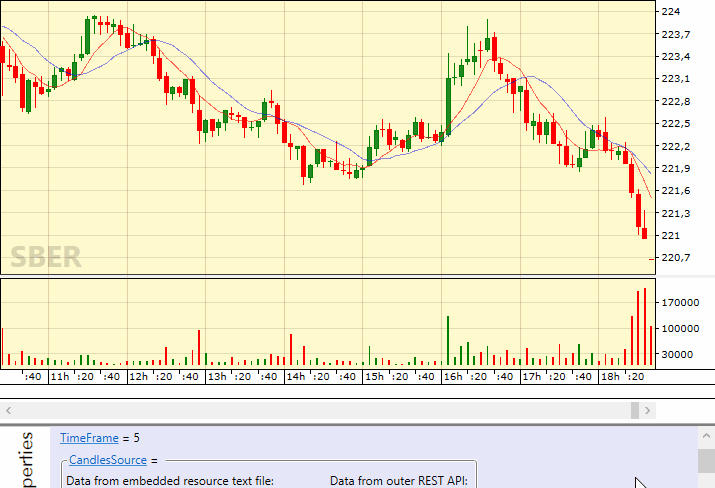 224
223,7
223,4
223,1
222,8
222,5
222,2
221,9
221,6
221,3
221
220,7
SBER
170000
100000
30000
:40 11h :20 :40 12h :20 :40 13h :20 :40 14h :20 :40 15h :20 :40 16h :20 :40 17h :20 :40 18h :20
perties
TimeFrame = 5
CandlesSource =
Data from embedded resource text file: Data from outer REST API: